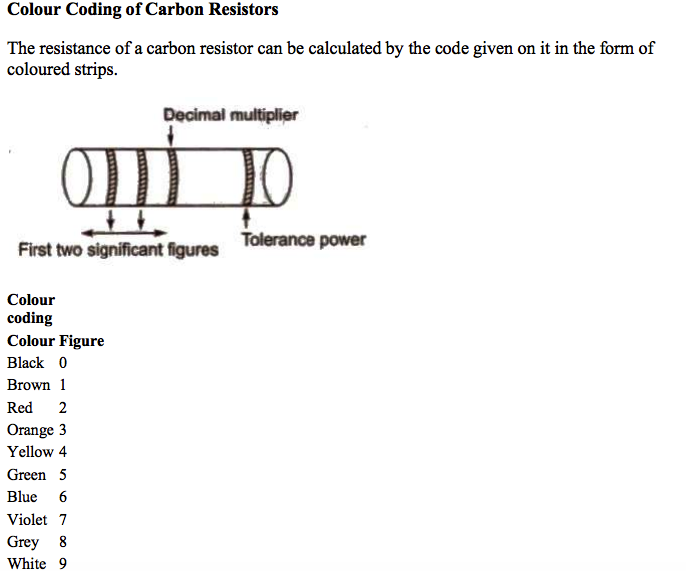 Colour Coding of Carbon Resistors
The resistance of a carbon resistor can be calculated by the code given on it in the form of
coloured strips.
Decimal multiplier
First two significant figures
Tolerance power
Colour
coding
Colour Figure
Black 0
Brown 1
Red 2
Orange 3
Yellow 4
Green 5
Blue 6
Violet 7
Grey 8
White 9